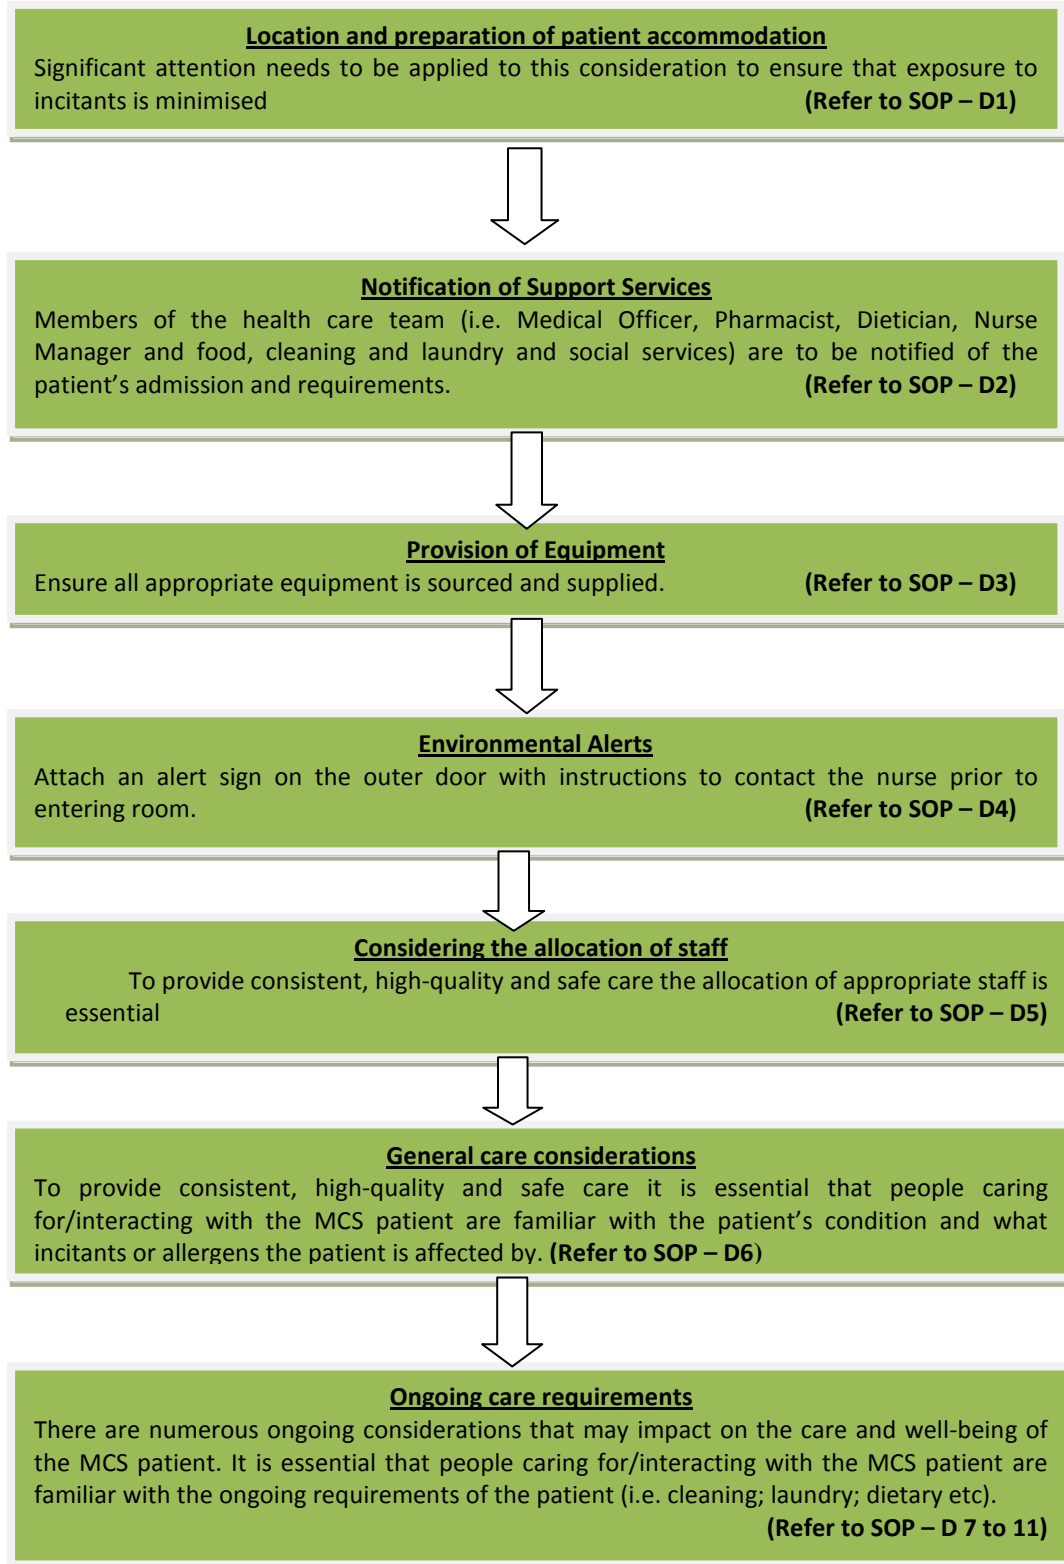 Location and preparation of patient accommodation
Significant attention needs to be applied to this consideration to ensure that exposure to
incitants is minimised (Refer to SOP – D1)
Notification of Support Services
Members of the health care team (i.e. Medical Officer, Pharmacist, Dietician, Nurse
Manager and food, cleaning and laundry and social services) are to be notified of the
patient’s admission and requirements. (Refer to SOP – D2)
Provision of Equipment
Ensure all appropriate equipment is sourced and supplied. (Refer to SOP – D3)
Environmental Alerts
Attach an alert sign on the outer door with instructions to contact the nurse prior to
entering room. (Refer to SOP – D4)
Considering the allocation of staff
To provide consistent, high-quality and safe care the allocation of appropriate staff is
essential (Refer to SOP – D5)
General care considerations
To provide consistent, high-quality and safe care it is essential that people caring
for/interacting with the MCS patient are familiar with the patient’s condition and what
incitants or allergens the patient is affected by. (Refer to SOP – D6)
Ongoing care requirements
There are numerous ongoing considerations that may impact on the care and well-being of
the MCS patient. It is essential that people caring for/interacting with the MCS patient are
familiar with the ongoing requirements of the patient (i.e. cleaning; laundry; dietary etc).
(Refer to SOP – D 7 to 11)